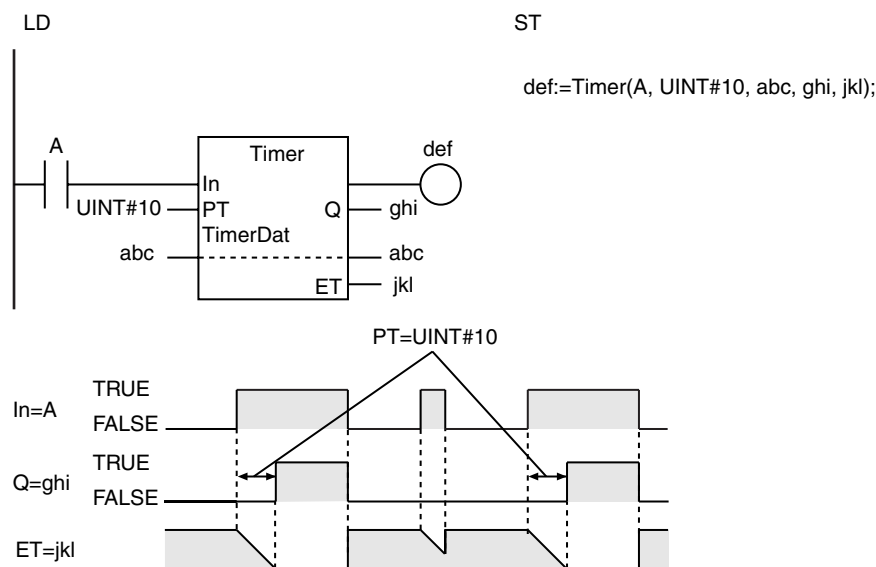 LD
ST
def:=Timer(A, UINT#10, abc, ghi, jkl);
A
Timer
def
In
UINT#10
PT
Q
ghi
TimerDat
abc
abc
ET
jkl
PT=UINT#10
In=A
TRUE
FALSE
Q=ghi
TRUE
FALSE
ET=jkl